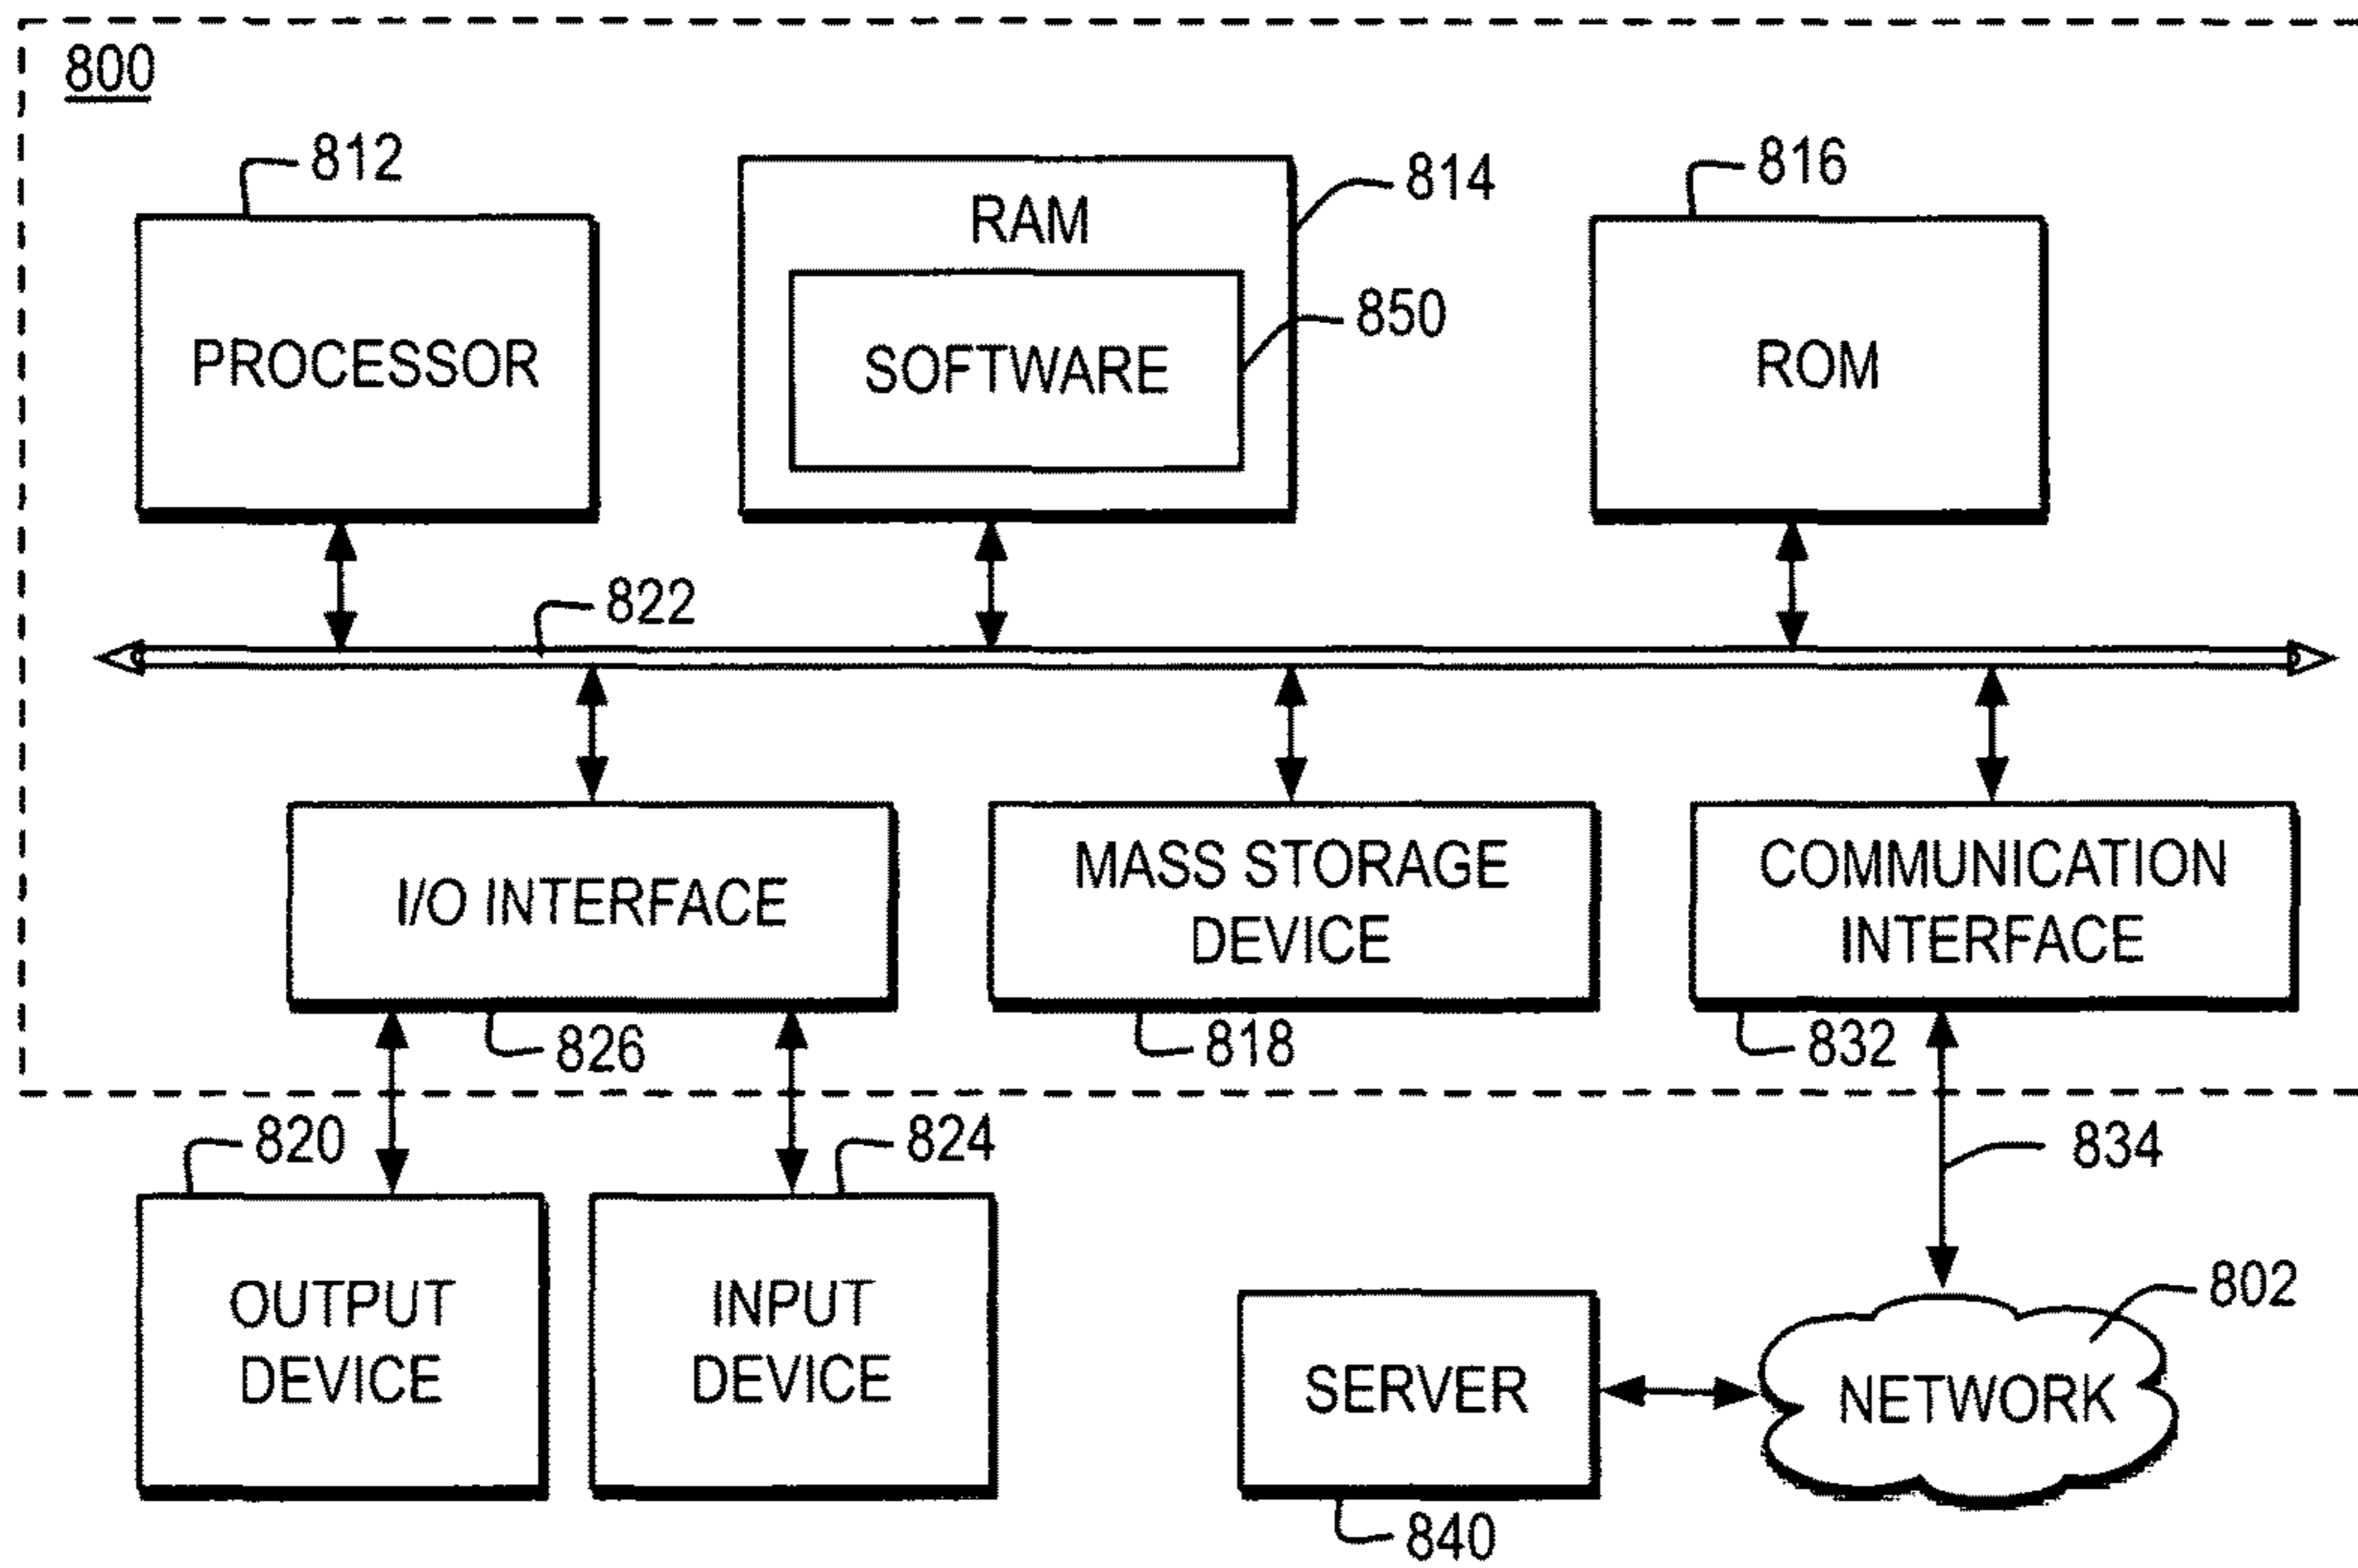 800
812
814
816
RAM
850
PROCESSOR
SOFTWARE
ROM
822
I/O INTERFACE
MASS STORAGE
DEVICE
COMMUNICATION
INTERFACE
826
818
832
820
824
834
OUTPUT
DEVICE
INPUT
DEVICE
802
SERVER
NETWORK
840